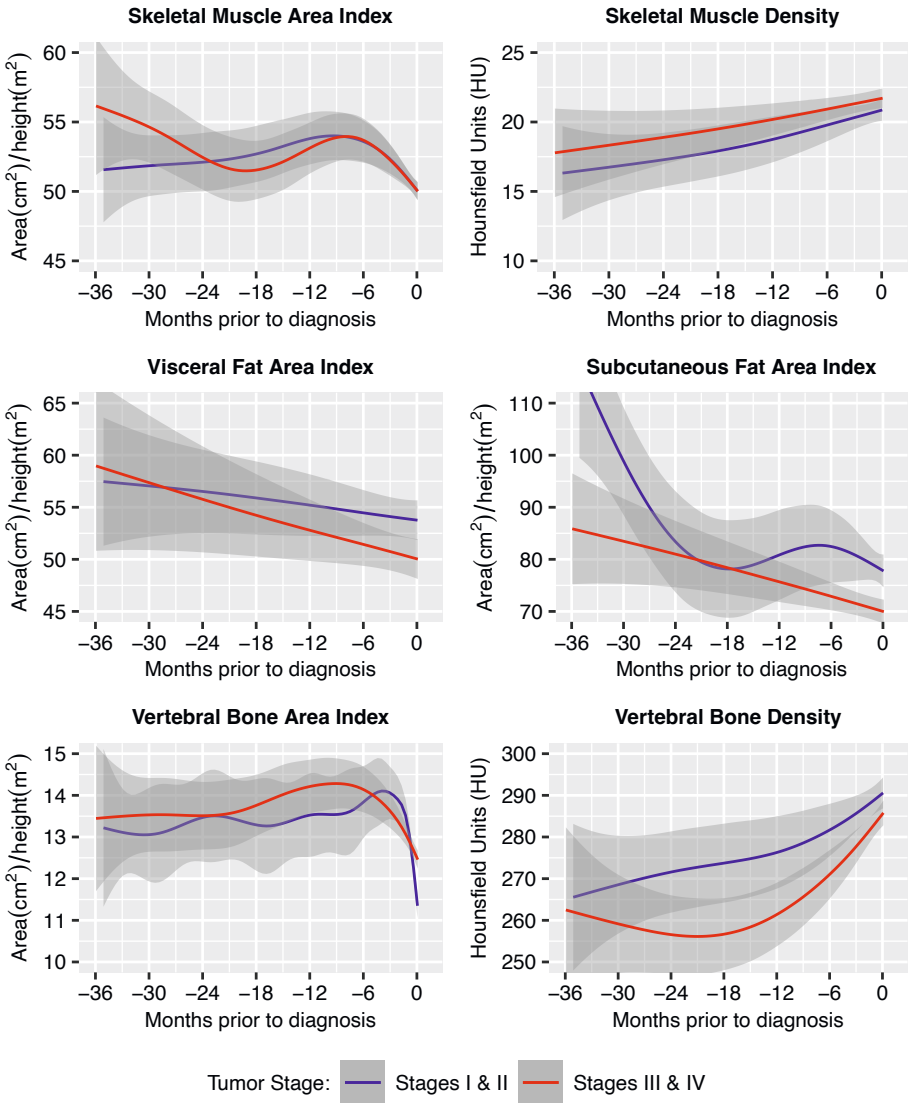 Skeletal Muscle Area Index
Area(cm²)/height(m²)
60
55
50
45
−36 −30 −24 −18 −12 −6 0
Months prior to diagnosis
Skeletal Muscle Density
Hounsfield Units (HU)
25
20
15
10
−36 −30 −24 −18 −12 −6 0
Months prior to diagnosis
Visceral Fat Area Index
Area(cm²)/height(m²)
65
60
55
50
45
−36 −30 −24 −18 −12 −6 0
Months prior to diagnosis
Subcutaneous Fat Area Index
Area(cm²)/height(m²)
110
100
90
80
70
−36 −30 −24 −18 −12 −6 0
Months prior to diagnosis
Vertebral Bone Area Index
Area(cm²)/height(m²)
15
14
13
12
11
10
−36 −30 −24 −18 −12 −6 0
Months prior to diagnosis
Vertebral Bone Density
Hounsfield Units (HU)
300
290
280
270
260
250
−36 −30 −24 −18 −12 −6 0
Months prior to diagnosis
Tumor Stage: Stages I & II Stages III & IV